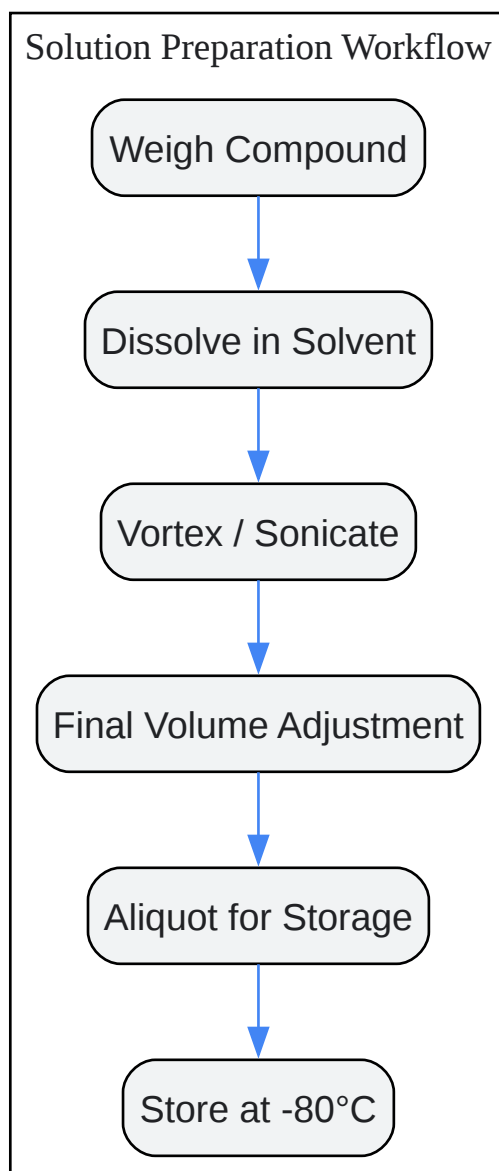 Solution Preparation Workflow
Weigh Compound
Dissolve in Solvent
Vortex / Sonicate
Final Volume Adjustment
Aliquot for Storage
Store at -80°C